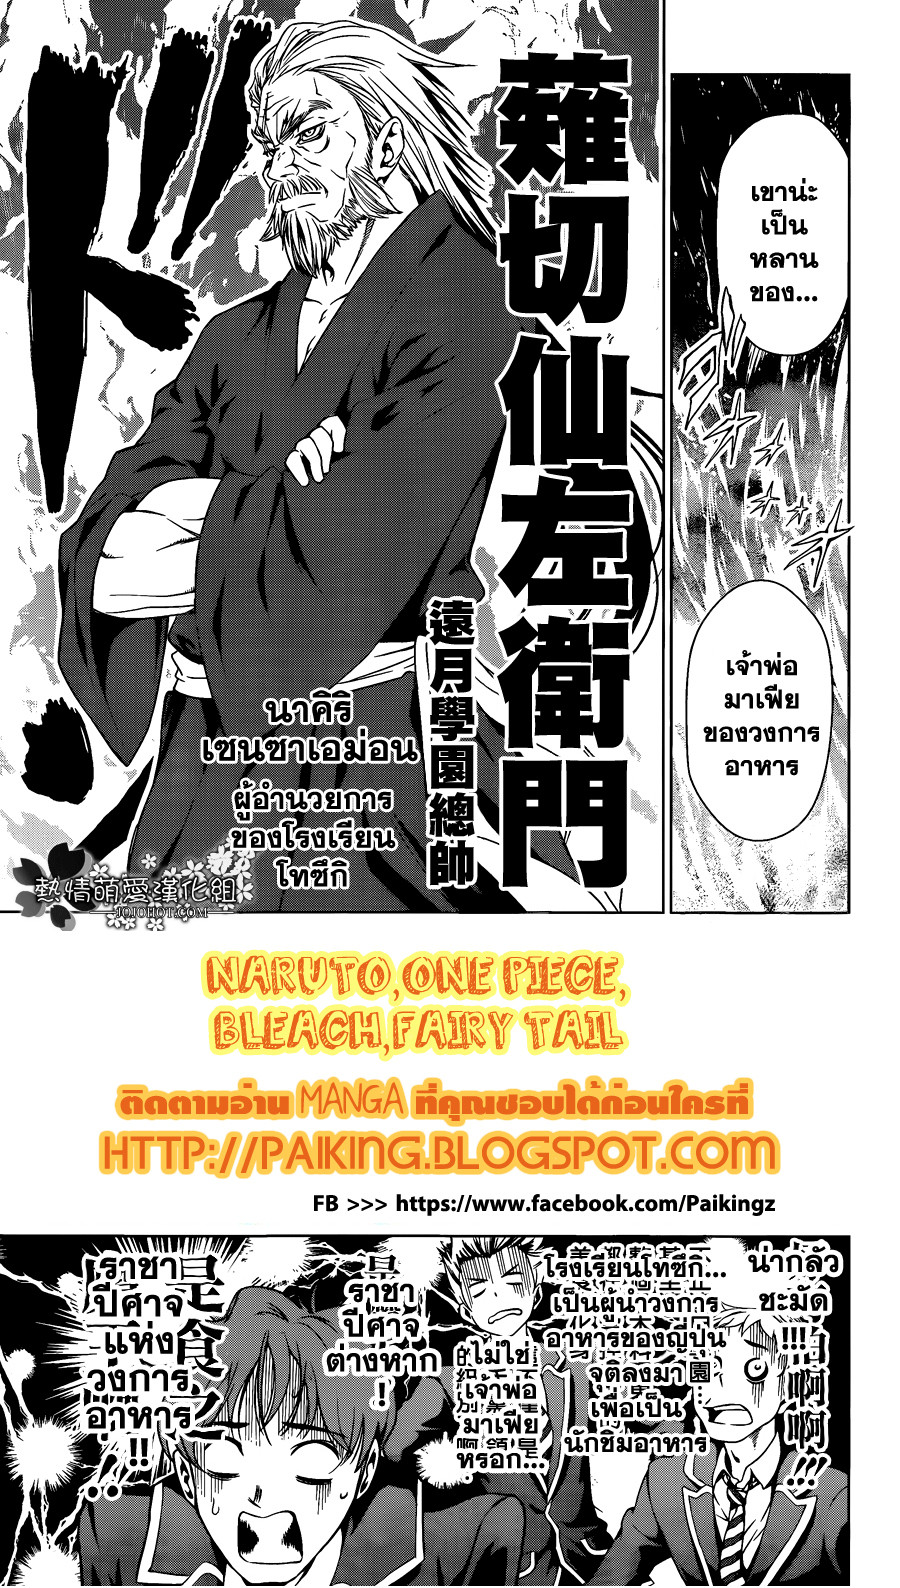 เขาน่ะ
เป็น
หลาน
ของ...
เจ้าพ่อ
มาเฟีย
ของวงการ
อาหาร
薙切仙左衛門
遠月學園總帥
นาคิริ
เซนซาเอม่อน
ผู้อำนวยการ
ของโรงเรียน
โทซึกิ
熱情萌愛漢化組
JOJOHOT.COM
NARUTO,ONE PIECE,
BLEACH,FAIRY TAIL
ติดตามอ่าน MANGA ที่คุณชอบได้ก่อนใครที่
HTTP://PAIKING.BLOGSPOT.COM
FB >>> https://www.facebook.com/Paikingz
น่ากลัว
ชะมัด
!!!
啊啊!!!
โรงเรียนโทซึกิ...
เป็นผู้นำวงการ
อาหารของญี่ปุ่น
จุติลงมา
เพื่อเป็น
นักชิมอาหาร
ไม่ใช่
เจ้าพ่อ
มาเฟีย
หรอก...
ราชา
ปีศาจ
ต่างหาก
!
ราชา
ปีศาจ
แห่ง
วงการ
อาหาร
!!